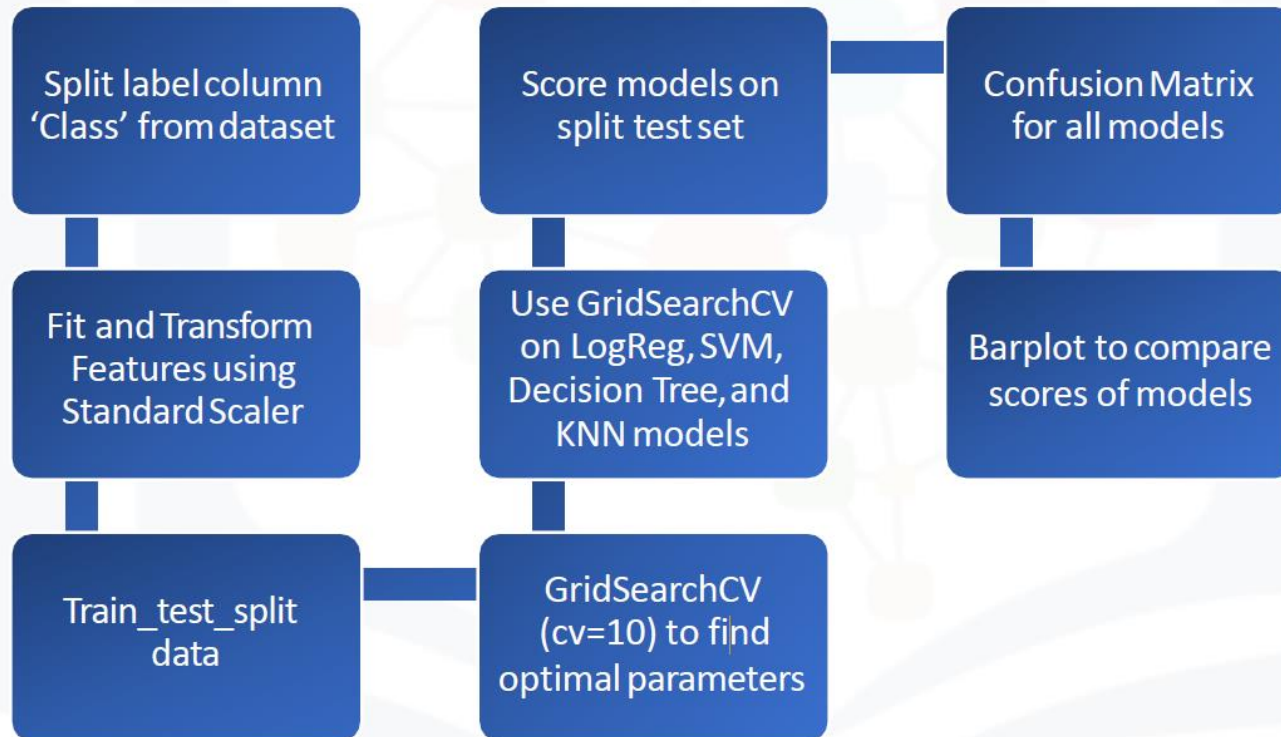 Split label column
‘Class’ from dataset
Fit and Transform
Features using
Standard Scaler
Train_test_split
data
GridSearchCV
(cv=10) to find
optimal parameters
Use GridSearchCV
on LogReg, SVM,
Decision Tree, and
KNN models
Score models on
split test set
Confusion Matrix
for all models
Barplot to compare
scores of models